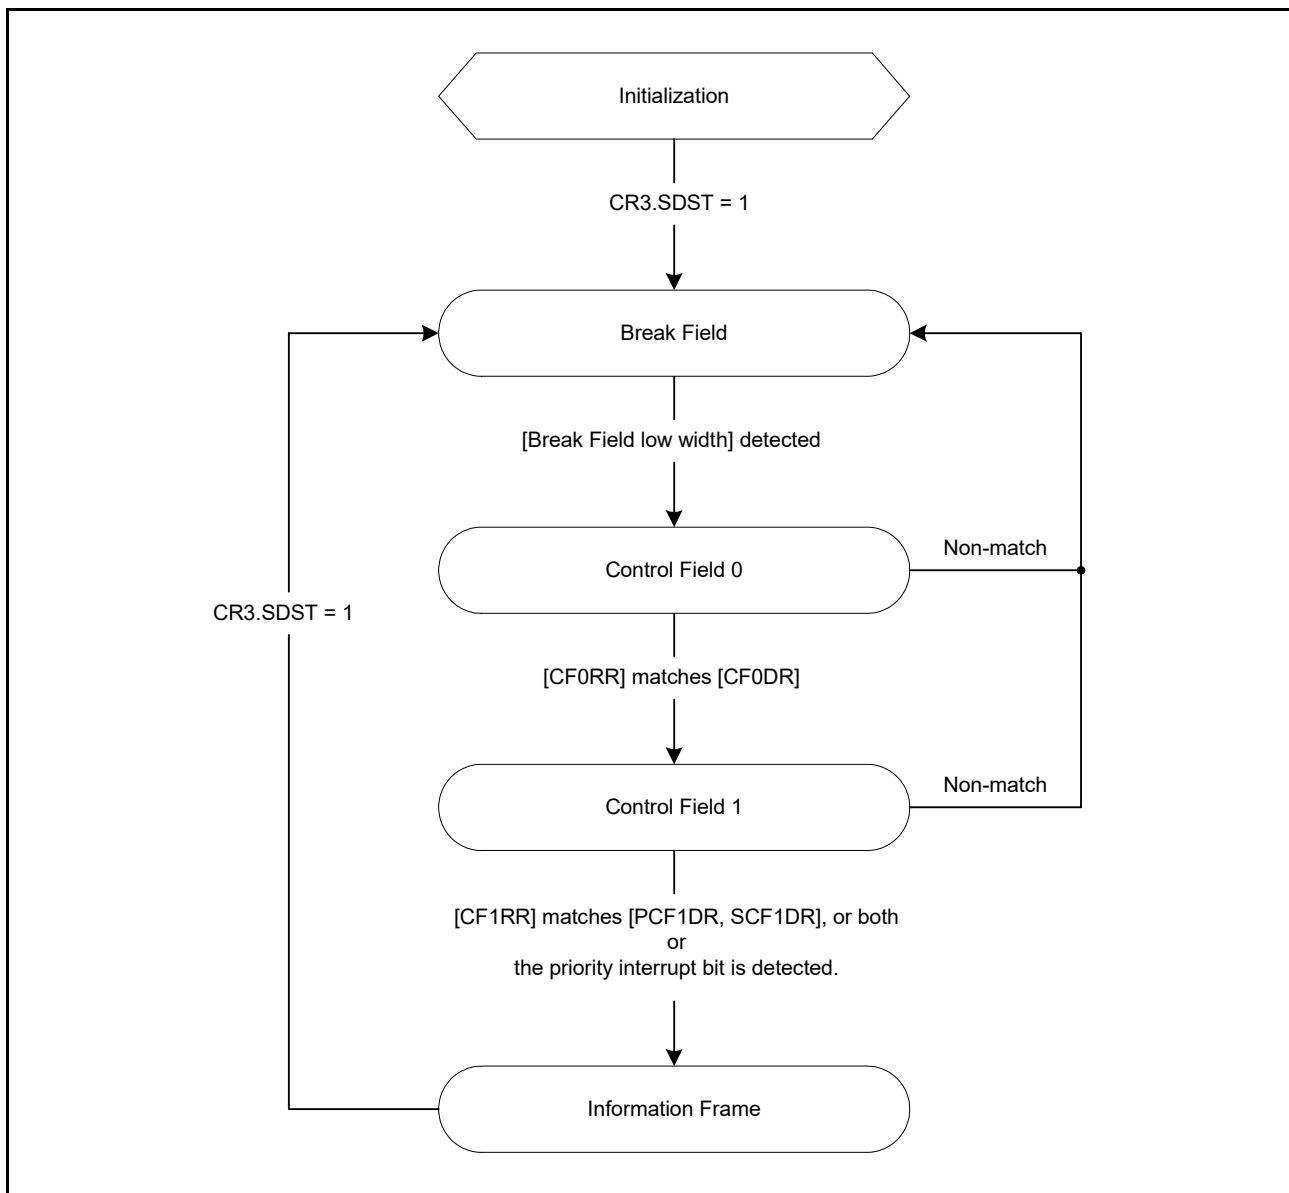 Initialization
CR3.SDST = 1
Break Field
[Break Field low width] detected
Control Field 0
Non-match
CR3.SDST = 1
[CF0RR] matches [CF0DR]
Control Field 1
Non-match
[CF1RR] matches [PCF1DR, SCF1DR], or both
or
the priority interrupt bit is detected.
Information Frame